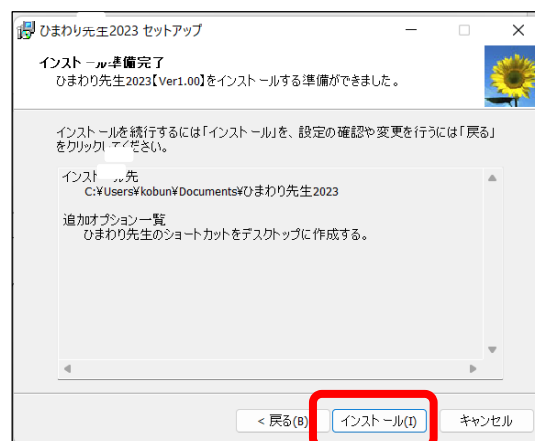 ひまわり先生2023 セットアップ
インストール準備完了
ひまわり先生2023【Ver1.00】をインストールする準備ができました。
インストールを続行するには「インストール」を、設定の確認や変更を行うには「戻る」
をクリックしてください。
インストール先
C:¥Users¥kobun¥Documents¥ひまわり先生2023
追加オプション一覧
ひまわり先生のショートカットをデスクトップに作成する。
< 戻る(B) インストール(I) キャンセル